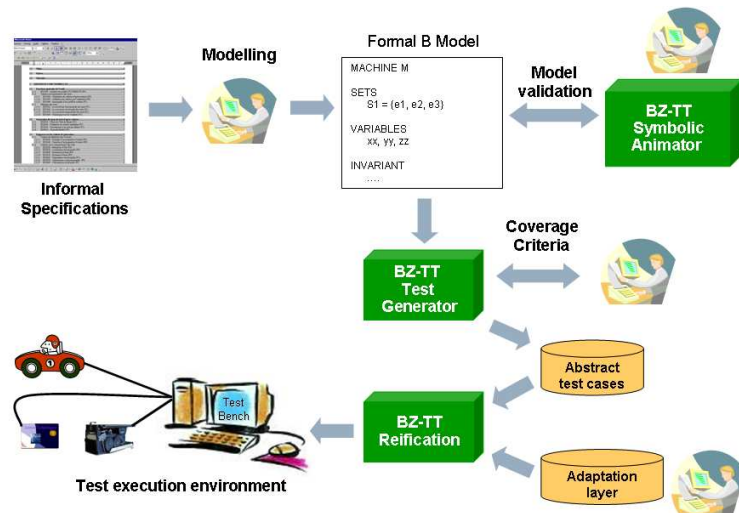 Modelling
Formal B Model
MACHINE M
SETS
S1 = {e1, e2, e3}
VARIABLES
xx, yy, zz
INVARIANT
....
Model
validation
BZ-TT
Symbolic
Animator
Informal
Specifications
BZ-TT
Test
Generator
Coverage
Criteria
Abstract
test cases
1
Test
Bench
BZ-TT
Reification
Adaptation
layer
Test execution environment